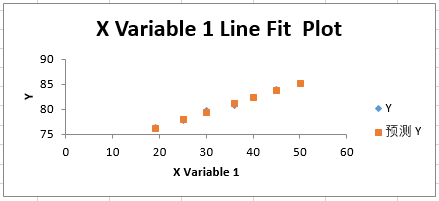 X Variable 1 Line Fit  Plot
90
85
80
75
Y
0 10 20 30 40 50 60
X Variable 1
Y
预测 Y